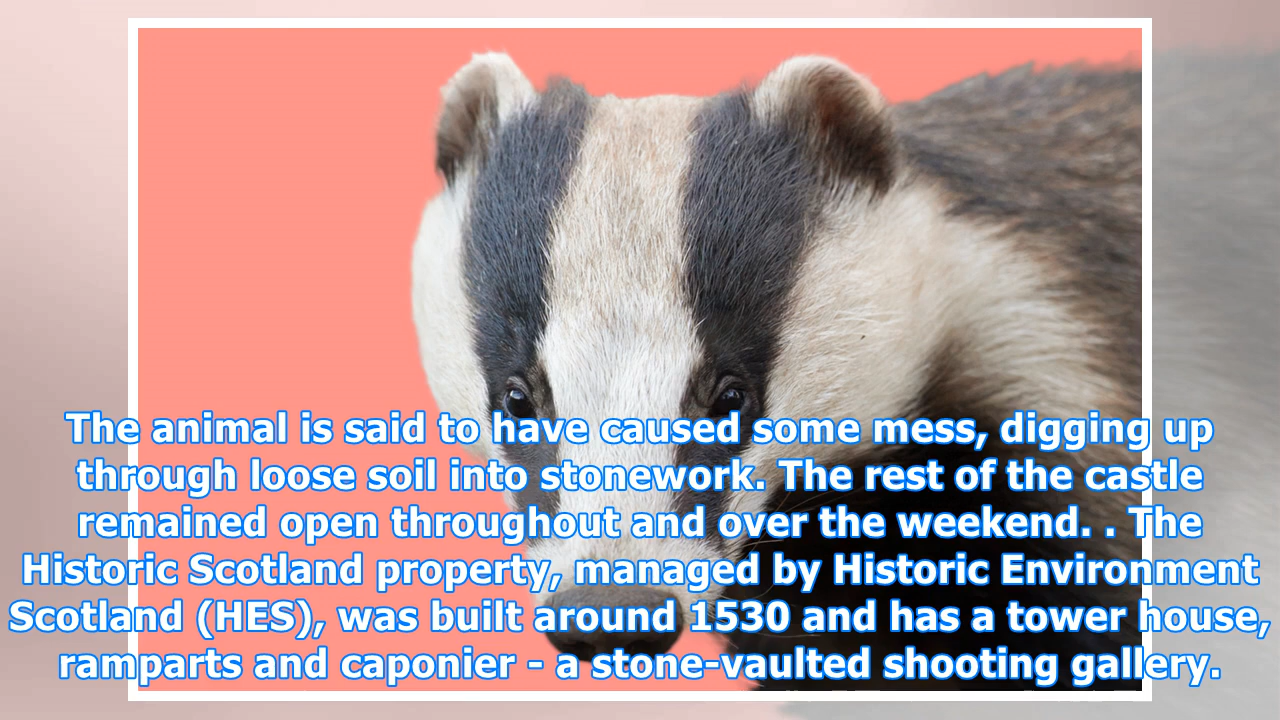 The animal is said to have caused some mess, digging up
through loose soil into stonework. The rest of the castle
remained open throughout and over the weekend. . The
Historic Scotland property, managed by Historic Environment
Scotland (HES), was built around 1530 and has a tower house,
ramparts and caponier - a stone-vaulted shooting gallery.